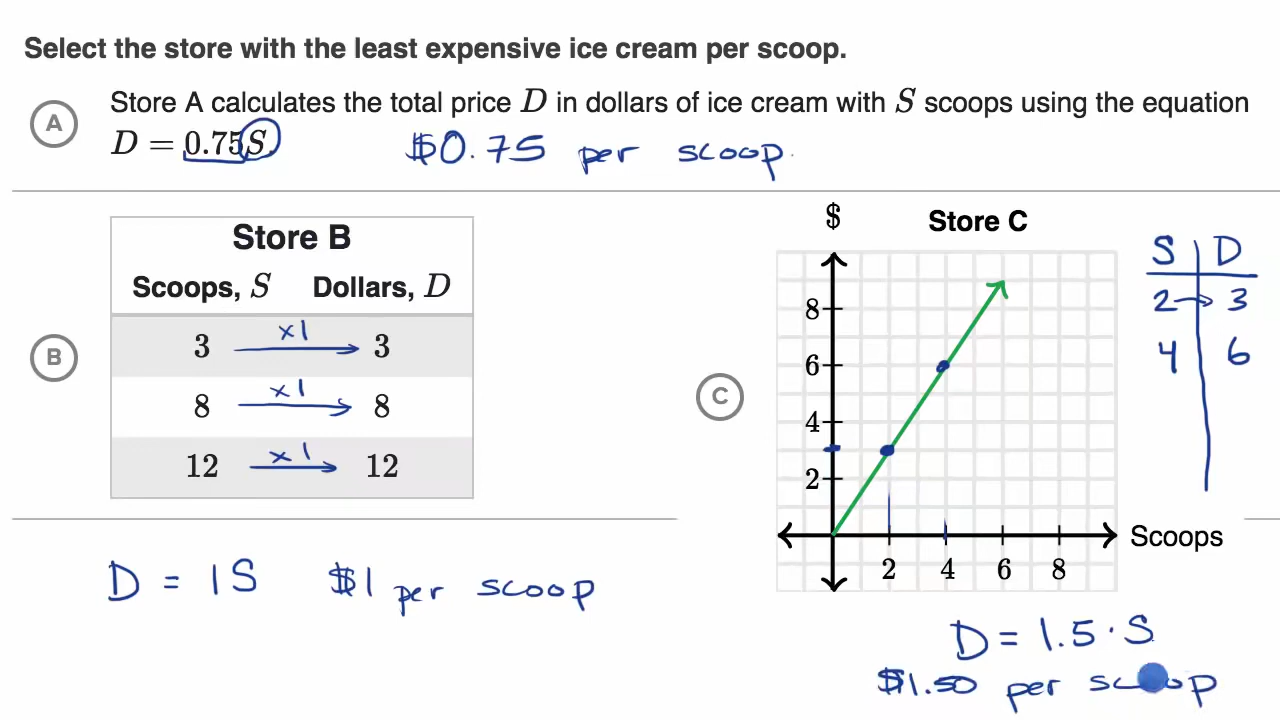 Select the store with the least expensive ice cream per scoop.
A
Store A calculates the total price D in dollars of ice cream with S scoops using the equation
D = 0.75S.
$0.75 per scoop.
B
Store B
Scoops, S Dollars, D
3 x1 3
8 x1 8
12 x1 12
D = 1S $1 per scoop
C
$ Store C
8
6
4
2
2 4 6 8
Scoops
S D
2 → 3
4 6
D = 1.5 · S
$1.50 per scoop